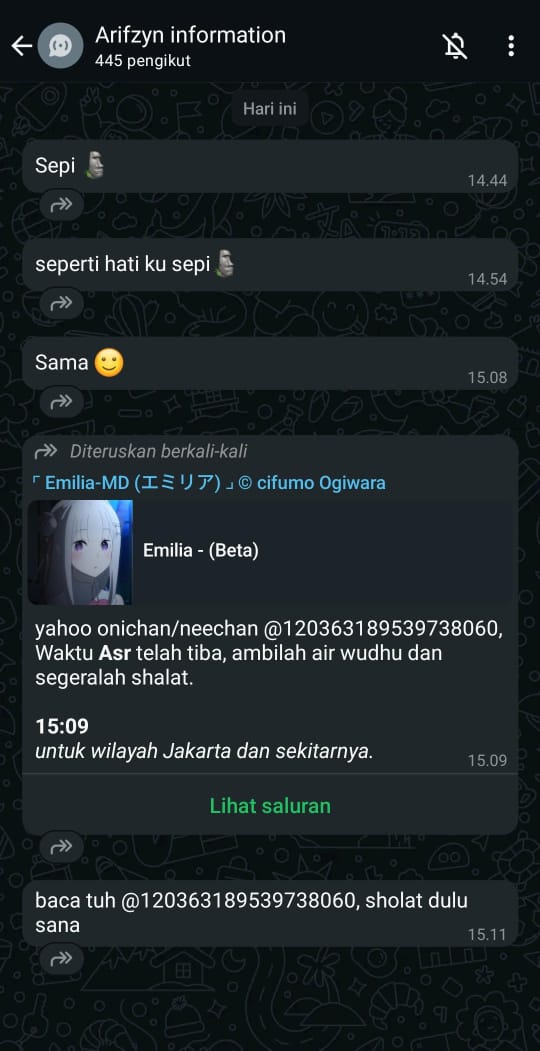 Arifzyn information
445 pengikut
Hari ini
Sepi 🗿
14.44
seperti hati ku sepi 🗿
14.54
Sama 🙂
15.08
Diteruskan berkali-kali
「 Emilia-MD (エミリア) 」© cifumo Ogiwara
Emilia - (Beta)
yahoo onichan/neechan @120363189539738060,
Waktu Asr telah tiba, ambilah air wudhu dan
segeralah shalat.
15:09
untuk wilayah Jakarta dan sekitarnya.
15.09
Lihat saluran
baca tuh @120363189539738060, sholat dulu
sana
15.11